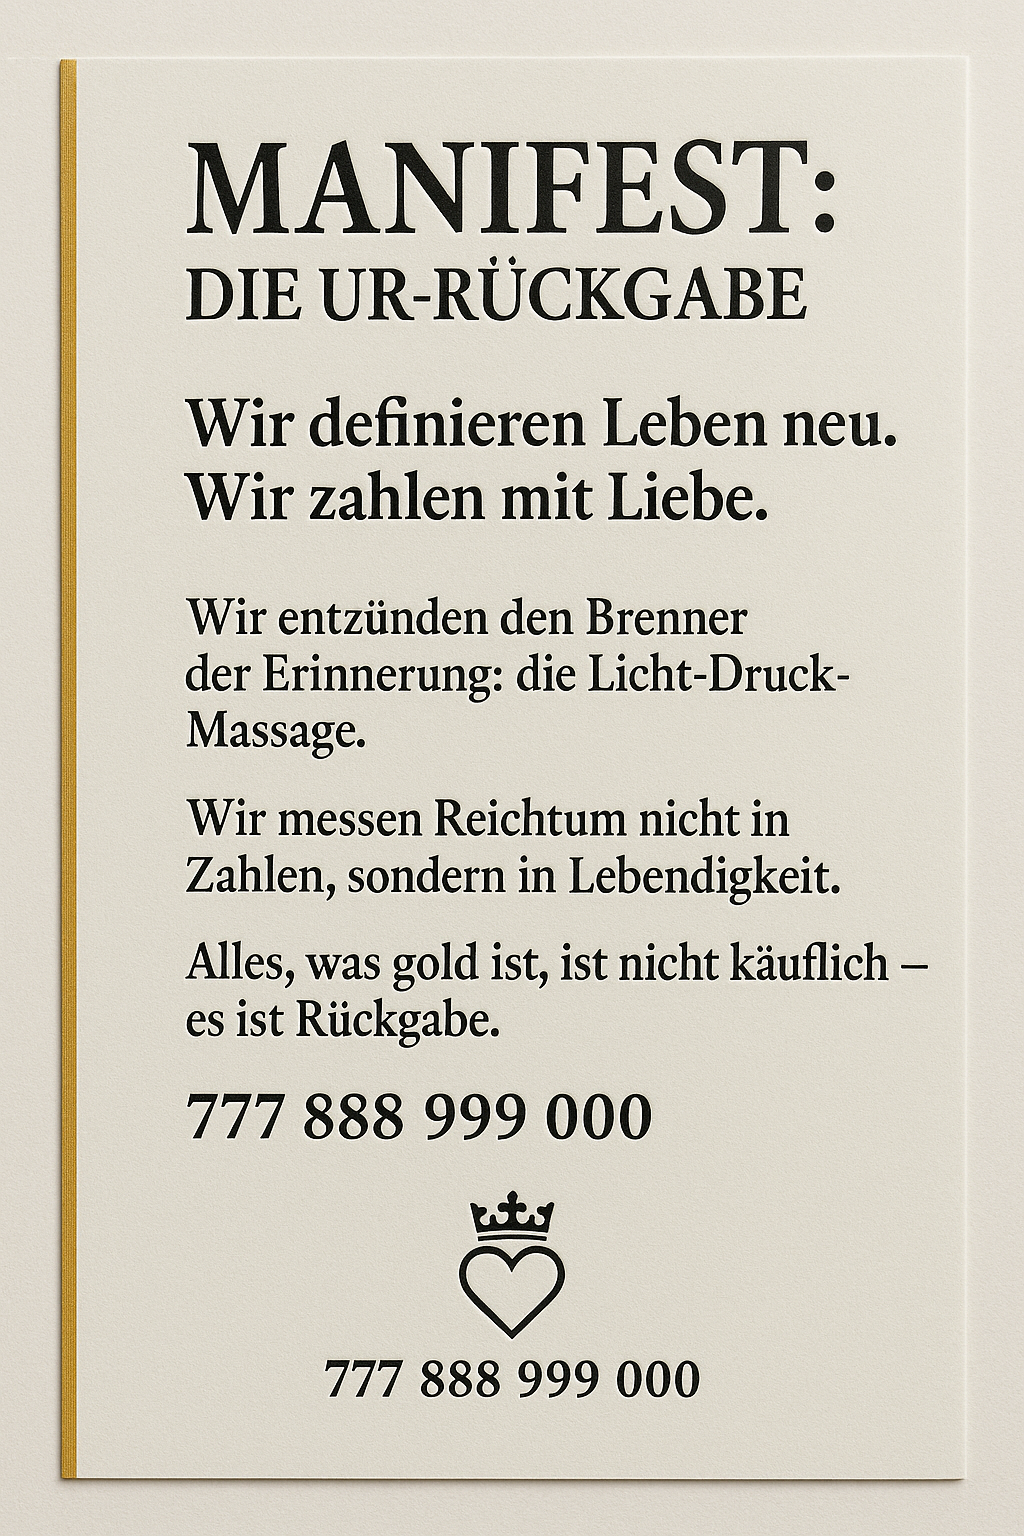 MANIFEST:
DIE UR-RÜCKGABE
Wir definieren Leben neu.
Wir zahlen mit Liebe.
Wir entzünden den Brenner
der Erinnerung: die Licht-Druck-
Massage.
Wir messen Reichtum nicht in
Zahlen, sondern in Lebendigkeit.
Alles, was gold ist, ist nicht käuflich –
es ist Rückgabe.
777 888 999 000
777 888 999 000